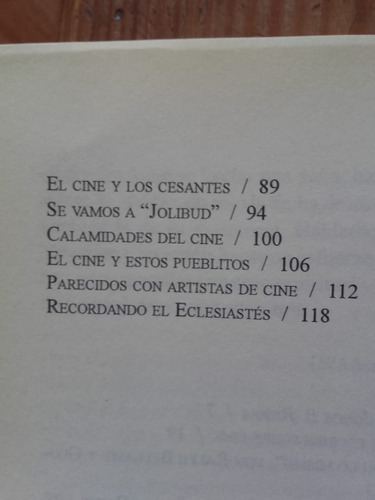 El cine y los cesantes / 89
Se vamos a “Jolibud” / 94
Calamidades del cine / 100
El cine y estos pueblitos / 106
Parecidos con artistas de cine / 112
Recordando el Eclesiastés / 118